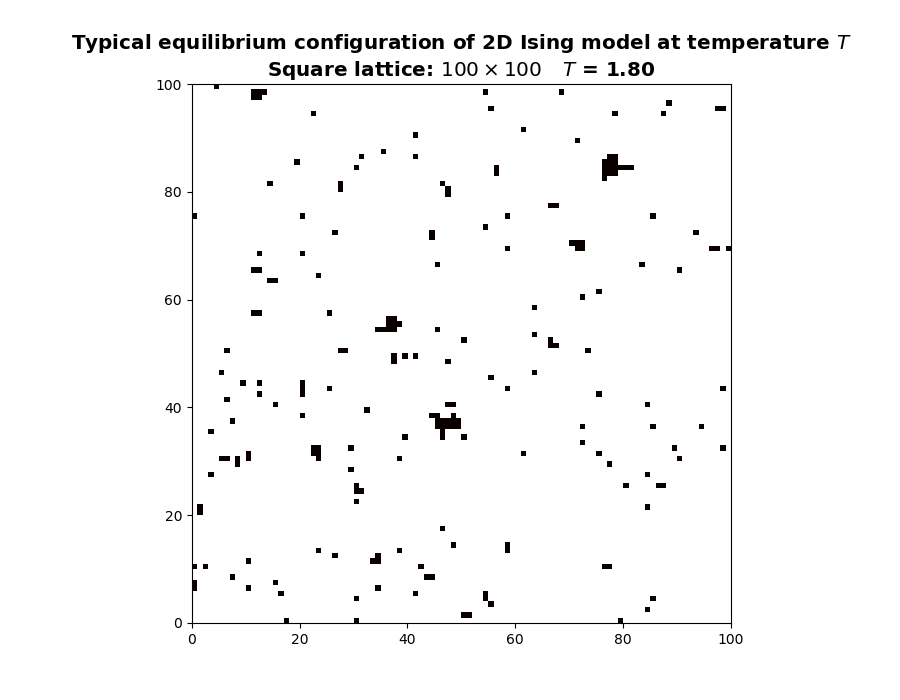 Typical equilibrium configuration of 2D Ising model at temperature T
Square lattice: 100 × 100 T = 1.80
100
80
60
40
20
0
0 20 40 60 80 100